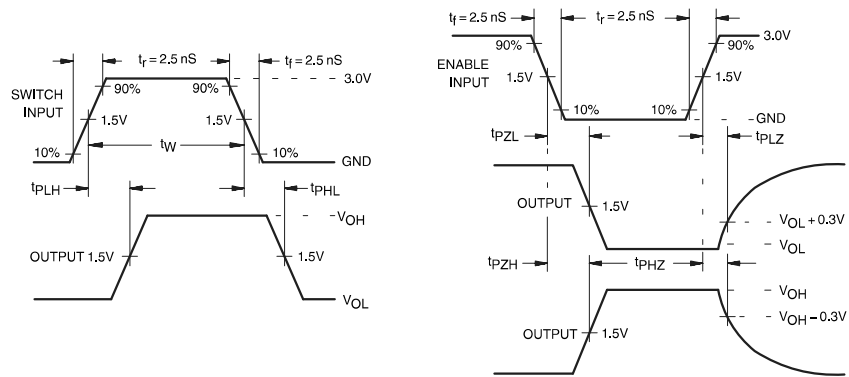 tr = 2.5 nS
tf = 2.5 nS
3.0V
90%
90%
SWITCH
INPUT
1.5V
1.5V
tW
10%
10%
GND
tPLH
tPHL
VOH
OUTPUT 1.5V
1.5V
VOL
tf = 2.5 nS
tr = 2.5 nS
3.0V
90%
90%
ENABLE
INPUT
1.5V
1.5V
10%
10%
GND
tPZL
tPLZ
OUTPUT
1.5V
VOL + 0.3V
VOL
tPZH
tPHZ
VOH
VOH – 0.3V
OUTPUT
1.5V